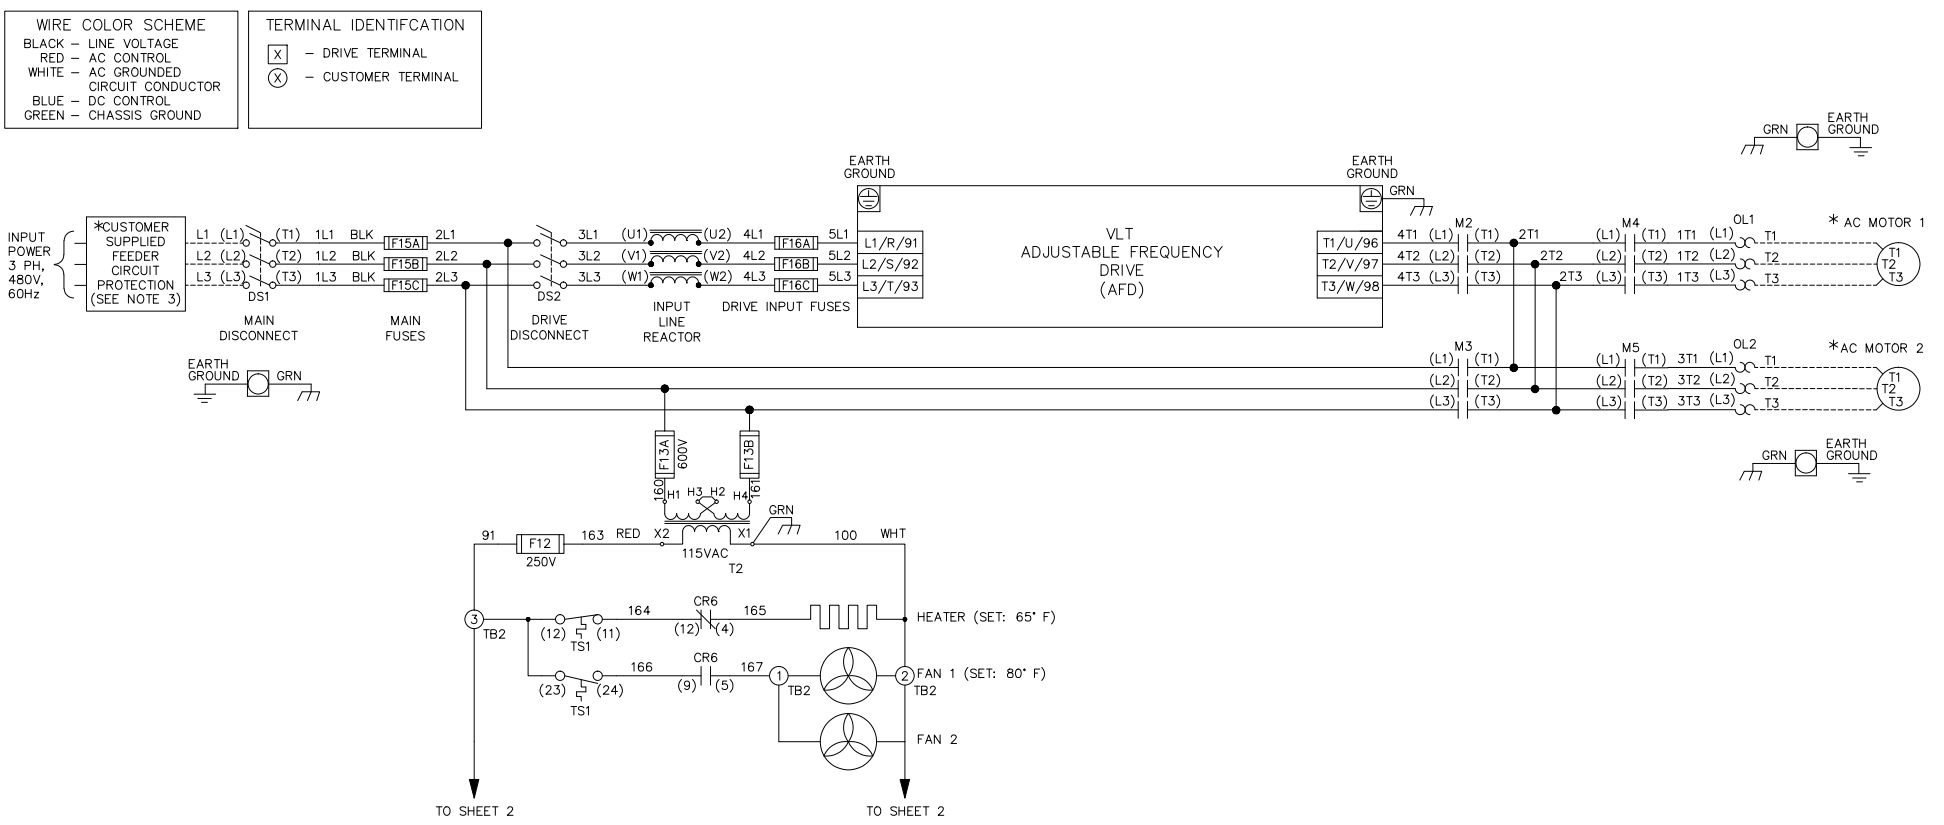 WIRE COLOR SCHEME
BLACK – LINE VOLTAGE
RED – AC CONTROL
WHITE – AC GROUNDED
CIRCUIT CONDUCTOR
BLUE – DC CONTROL
GREEN – CHASSIS GROUND
TERMINAL IDENTIFCATION
X – DRIVE TERMINAL
X – CUSTOMER TERMINAL
GRN
EARTH
GROUND
EARTH
GROUND
EARTH
GROUND
GRN
INPUT
POWER
3 PH,
480V,
60Hz
*CUSTOMER
SUPPLIED
FEEDER
CIRCUIT
PROTECTION
(SEE NOTE 3)
L1 (L1) (T1) 1L1 BLK F15A 2L1 3L1 (U1) (U2) 4L1 F16A 5L1 L1/R/91
L2 (L2) (T2) 1L2 BLK F15B 2L2 3L2 (V1) (V2) 4L2 F16B 5L2 L2/S/92
L3 (L3) (T3) 1L3 BLK F15C 2L3 3L3 (W1) (W2) 4L3 F16C 5L3 L3/T/93
DS1
DS2
MAIN
DISCONNECT
MAIN
FUSES
DRIVE
DISCONNECT
INPUT
LINE
REACTOR
DRIVE INPUT FUSES
VLT
ADJUSTABLE FREQUENCY
DRIVE
(AFD)
M2
M4
OL1
* AC MOTOR 1
T1/U/96 4T1 (L1) (T1) 2T1 (L1) (T1) 1T1 (L1) T1
T2/V/97 4T2 (L2) (T2) 2T2 (L2) (T2) 1T2 (L2) T2
T3/W/98 4T3 (L3) (T3) 2T3 (L3) (T3) 1T3 (L3) T3
T1
T2
T3
EARTH
GROUND
GRN
M3
M5
OL2
*AC MOTOR 2
(L1) (T1) (L1) (T1) 3T1 (L1) T1
(L2) (T2) (L2) (T2) 3T2 (L2) T2
(L3) (T3) (L3) (T3) 3T3 (L3) T3
T1
T2
T3
GRN
EARTH
GROUND
F13A
600V
F13B
160
161
H1 H3 H2 H4
GRN
91 F12 163 RED X2 X1 100 WHT
250V
115VAC
T2
3
TB2
(12) (11)
TS1
164
CR6
(12) (4)
165
HEATER (SET: 65° F)
(23) (24)
TS1
166
CR6
(9) (5)
167
1
TB2
2
TB2
FAN 1 (SET: 80° F)
FAN 2
TO SHEET 2
TO SHEET 2